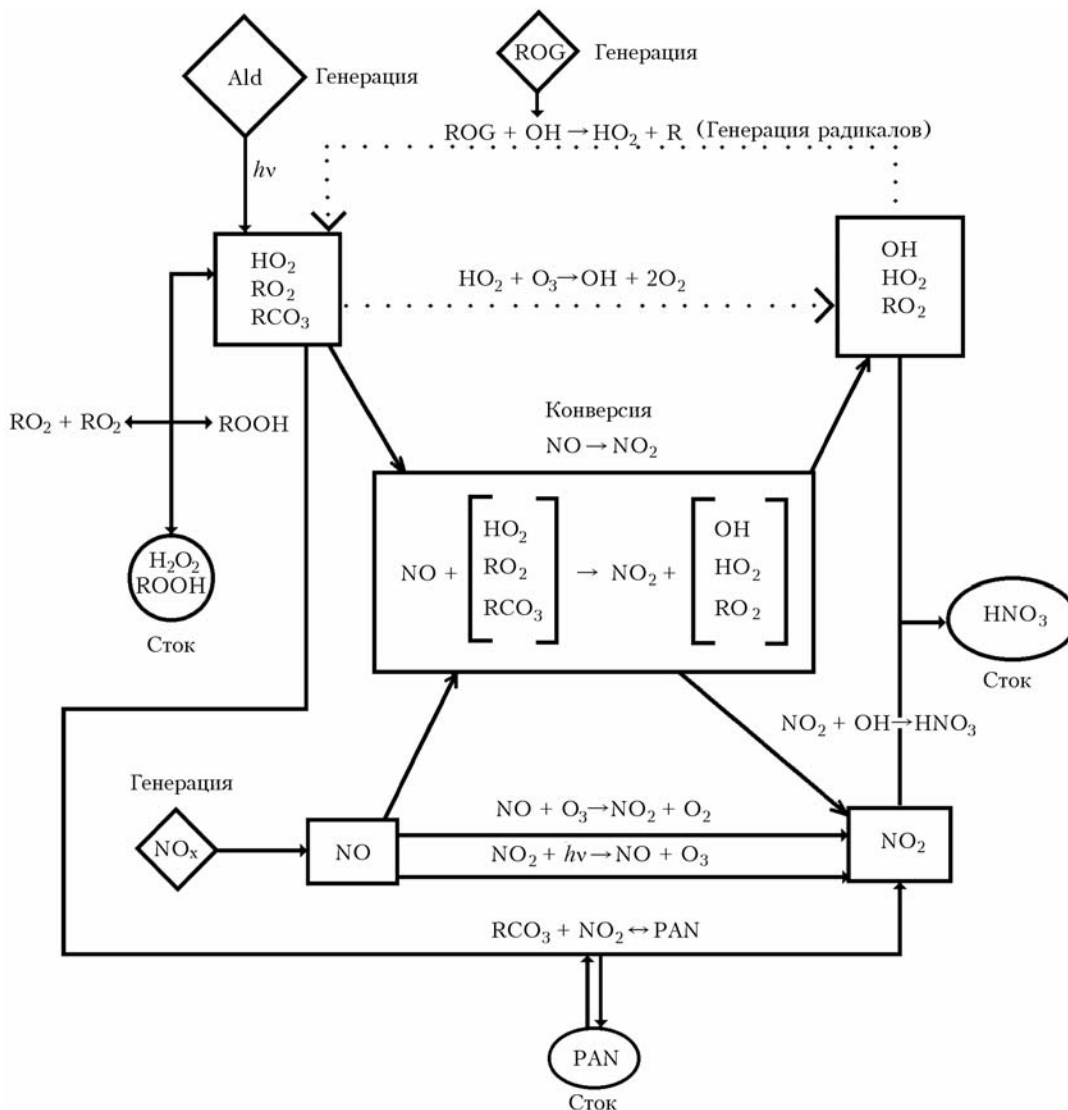 Ald
Генерация
ROG
Генерация
ROG + OH → HO₂ + R (Генерация радикалов)
hν
HO₂
RO₂
RCO₃
HO₂ + O₃→OH + 2O₂
OH
HO₂
RO₂
RO₂ + RO₂
ROOH
Конверсия
NO → NO₂
H₂O₂
ROOH
Сток
NO +
HO₂
RO₂
RCO₃
→ NO₂ +
OH
HO₂
RO₂
HNO₃
Сток
NO₂ + OH→HNO₃
Генерация
NOₓ
NO
NO + O₃→NO₂ + O₂
NO₂ + hν→NO + O₃
NO₂
RCO₃ + NO₂ ↔ PAN
PAN
Сток